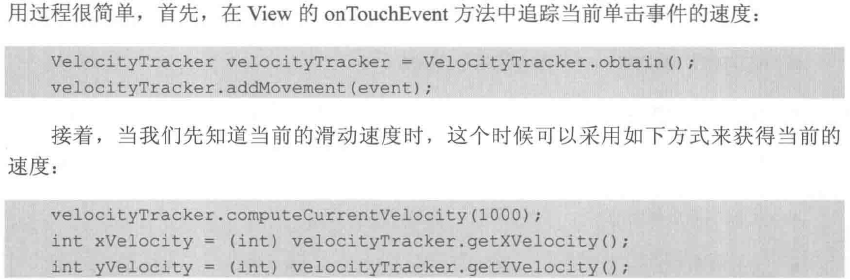 用过程很简单，首先，在 View 的 onTouchEvent 方法中追踪当前单击事件的速度：
VelocityTracker velocityTracker = VelocityTracker.obtain();
velocityTracker.addMovement(event);
接着，当我们先知道当前的滑动速度时，这个时候可以采用如下方式来获得当前的
速度：
velocityTracker.computeCurrentVelocity(1000);
int xVelocity = (int) velocityTracker.getXVelocity();
int yVelocity = (int) velocityTracker.getYVelocity();